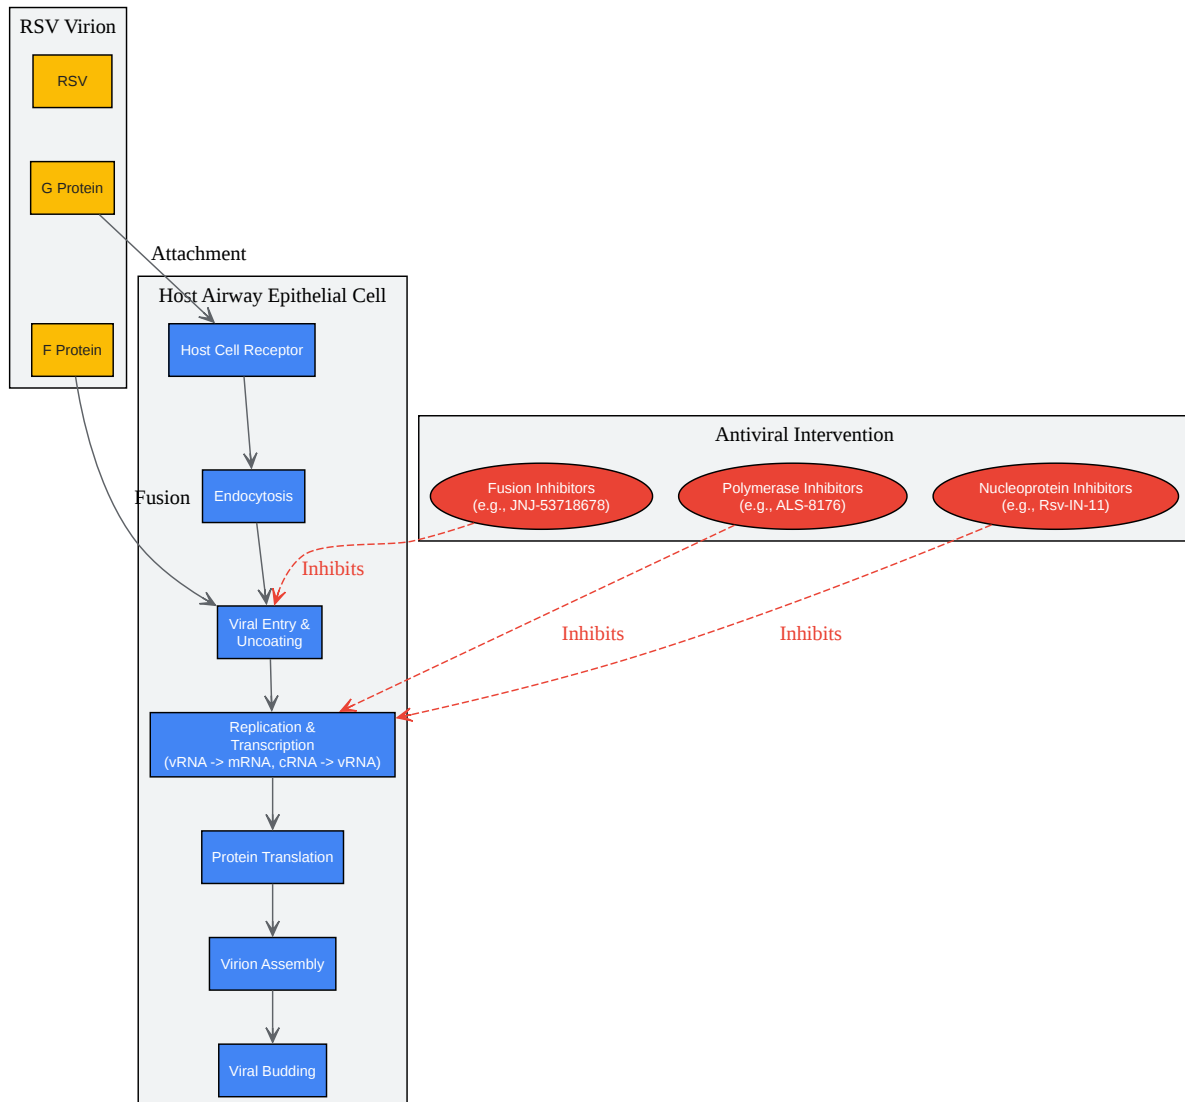 RSV Virion
RSV
G Protein
Attachment
Host Airway Epithelial Cell
F Protein
Host Cell Receptor
Antiviral Intervention
Fusion
Endocytosis
Fusion Inhibitors
(e.g., JNJ-53718678)
Polymerase Inhibitors
(e.g., ALS-8176)
Nucleoprotein Inhibitors
(e.g., Rsv-IN-11)
Inhibits
Viral Entry &
Uncoating
Inhibits
Inhibits
Replication &
Transcription
(vRNA -> mRNA, cRNA -> vRNA)
Protein Translation
Virion Assembly
Viral Budding